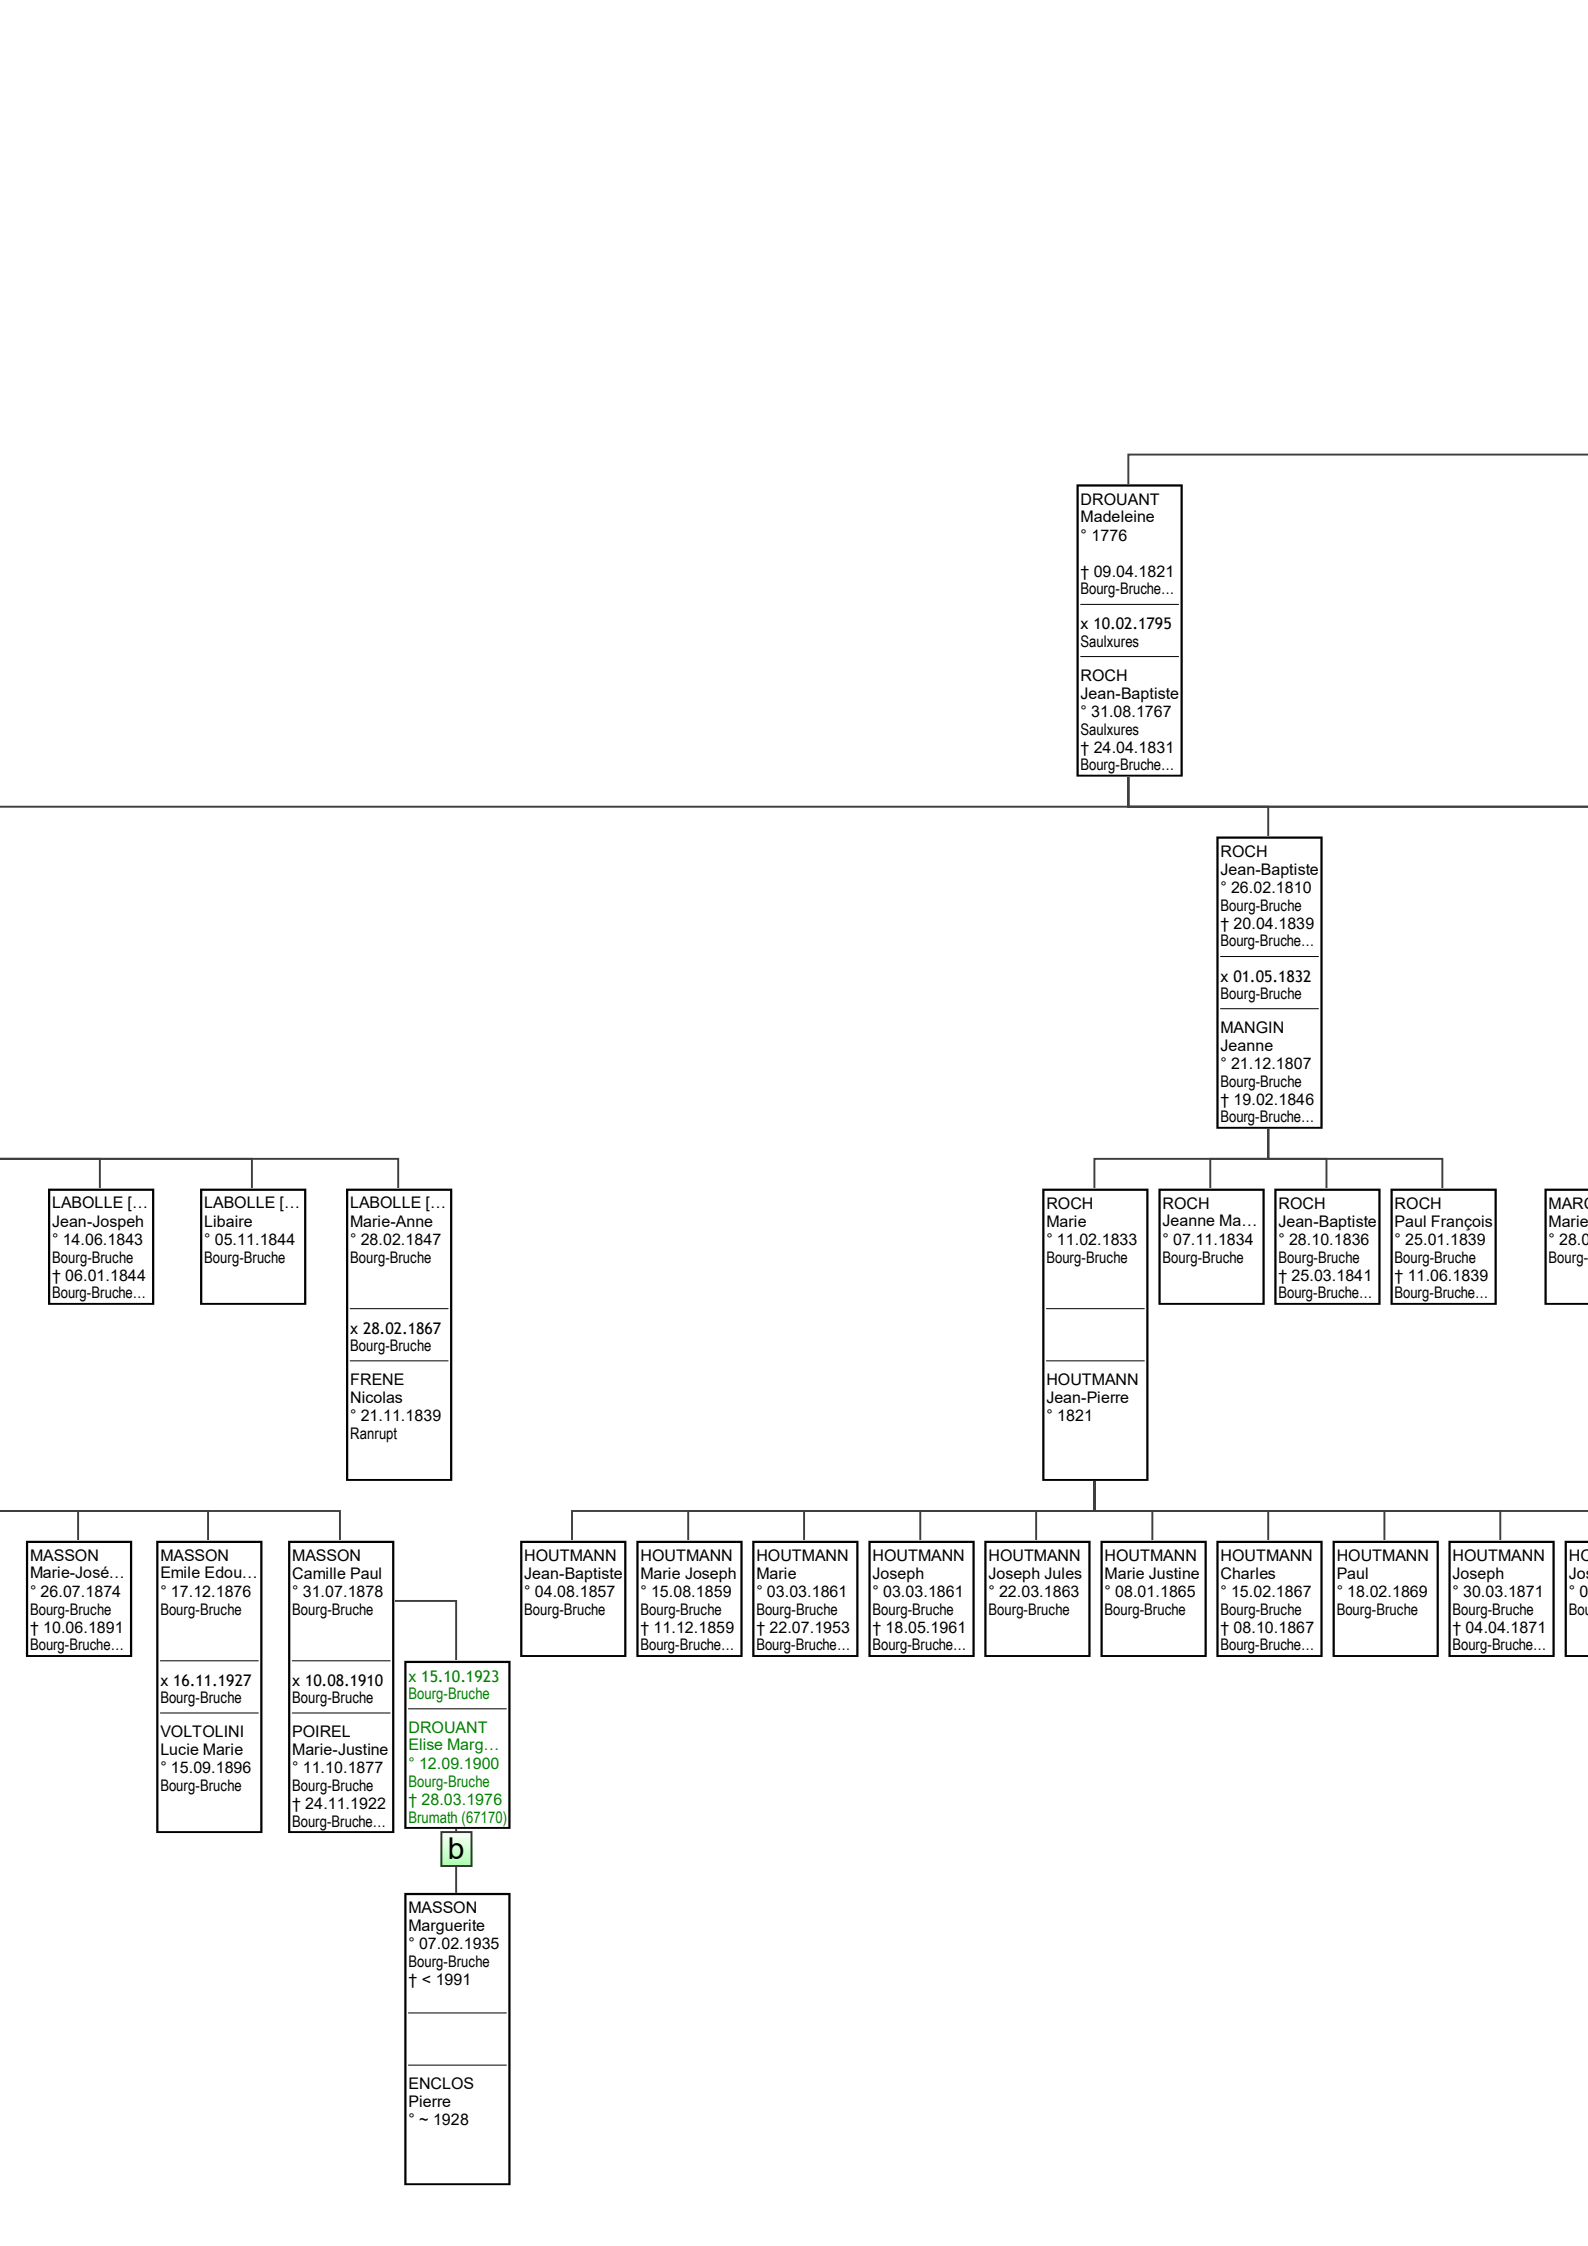 DROUANT
Madeleine
° 1776
† 09.04.1821
Bourg-Bruche…
x 10.02.1795
Saulxures
ROCH
Jean-Baptiste
° 31.08.1767
Saulxures
† 24.04.1831
Bourg-Bruche…
ROCH
Jean-Baptiste
° 26.02.1810
Bourg-Bruche
† 20.04.1839
Bourg-Bruche…
x 01.05.1832
Bourg-Bruche
MANGIN
Jeanne
° 21.12.1807
Bourg-Bruche
† 19.02.1846
Bourg-Bruche…
LABOLLE […
Jean-Jospeh
° 14.06.1843
Bourg-Bruche
† 06.01.1844
Bourg-Bruche…
LABOLLE […
Libaire
° 05.11.1844
Bourg-Bruche
LABOLLE […
Marie-Anne
° 28.02.1847
Bourg-Bruche
x 28.02.1867
Bourg-Bruche
FRENE
Nicolas
° 21.11.1839
Ranrupt
ROCH
Marie
° 11.02.1833
Bourg-Bruche
HOUTMANN
Jean-Pierre
° 1821
ROCH
Jeanne Ma…
° 07.11.1834
Bourg-Bruche
ROCH
Jean-Baptiste
° 28.10.1836
Bourg-Bruche
† 25.03.1841
Bourg-Bruche…
ROCH
Paul François
° 25.01.1839
Bourg-Bruche
† 11.06.1839
Bourg-Bruche…
Marie
° 28.0
Bourg-
MASSON
Marie-José…
° 26.07.1874
Bourg-Bruche
† 10.06.1891
Bourg-Bruche…
MASSON
Emile Edou…
° 17.12.1876
Bourg-Bruche
x 16.11.1927
Bourg-Bruche
VOLTOLINI
Lucie Marie
° 15.09.1896
Bourg-Bruche
MASSON
Camille Paul
° 31.07.1878
Bourg-Bruche
x 10.08.1910
Bourg-Bruche
POIREL
Marie-Justine
° 11.10.1877
Bourg-Bruche
† 24.11.1922
Bourg-Bruche…
x 15.10.1923
Bourg-Bruche
DROUANT
Elise Marg…
° 12.09.1900
Bourg-Bruche
† 28.03.1976
Brumath (67170)
b
MASSON
Marguerite
° 07.02.1935
Bourg-Bruche
† < 1991
ENCLOS
Pierre
° ~ 1928
HOUTMANN
Jean-Baptiste
° 04.08.1857
Bourg-Bruche
HOUTMANN
Marie Joseph
° 15.08.1859
Bourg-Bruche
† 11.12.1859
Bourg-Bruche…
HOUTMANN
Marie
° 03.03.1861
Bourg-Bruche
† 22.07.1953
Bourg-Bruche…
HOUTMANN
Joseph
° 03.03.1861
Bourg-Bruche
† 18.05.1961
Bourg-Bruche…
HOUTMANN
Joseph Jules
° 22.03.1863
Bourg-Bruche
HOUTMANN
Marie Justine
° 08.01.1865
Bourg-Bruche
HOUTMANN
Charles
° 15.02.1867
Bourg-Bruche
† 08.10.1867
Bourg-Bruche…
HOUTMANN
Paul
° 18.02.1869
Bourg-Bruche
HOUTMANN
Joseph
° 30.03.1871
Bourg-Bruche
† 04.04.1871
Bourg-Bruche…